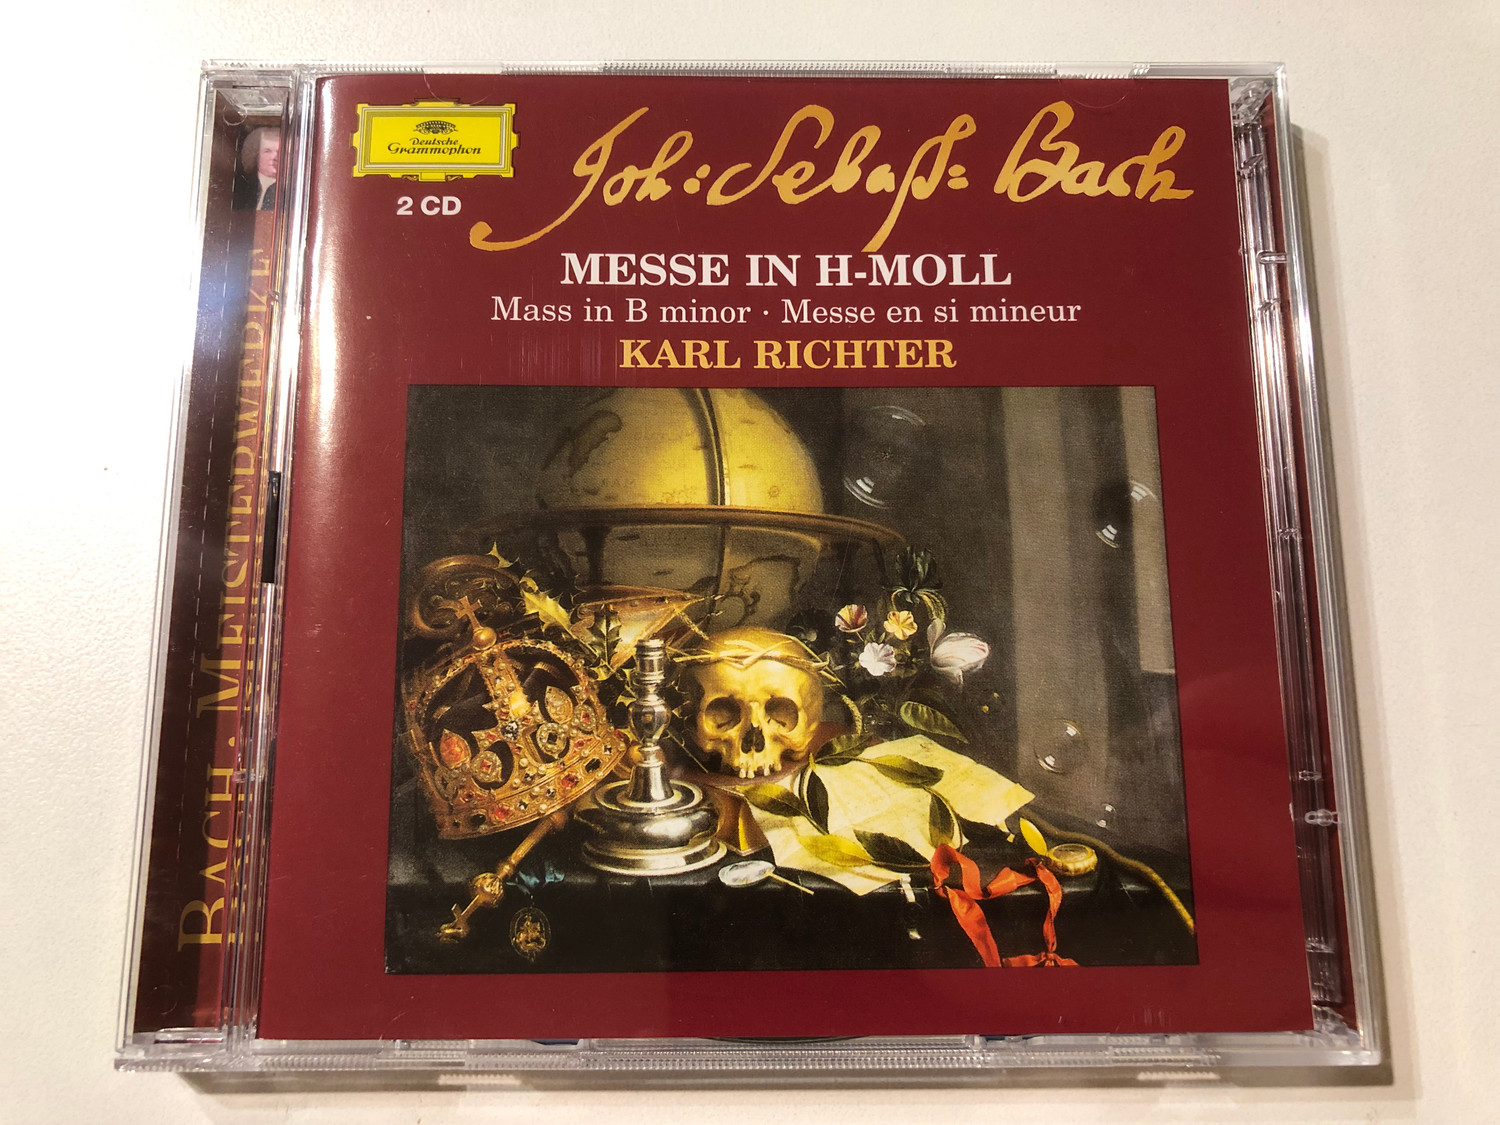 Deutsche
Grammophon
2 CD
Joh: Sebast: Bach
MESSE IN H-MOLL
Mass in B minor · Messe en si mineur
KARL RICHTER
BACH · MEISTERWERKE